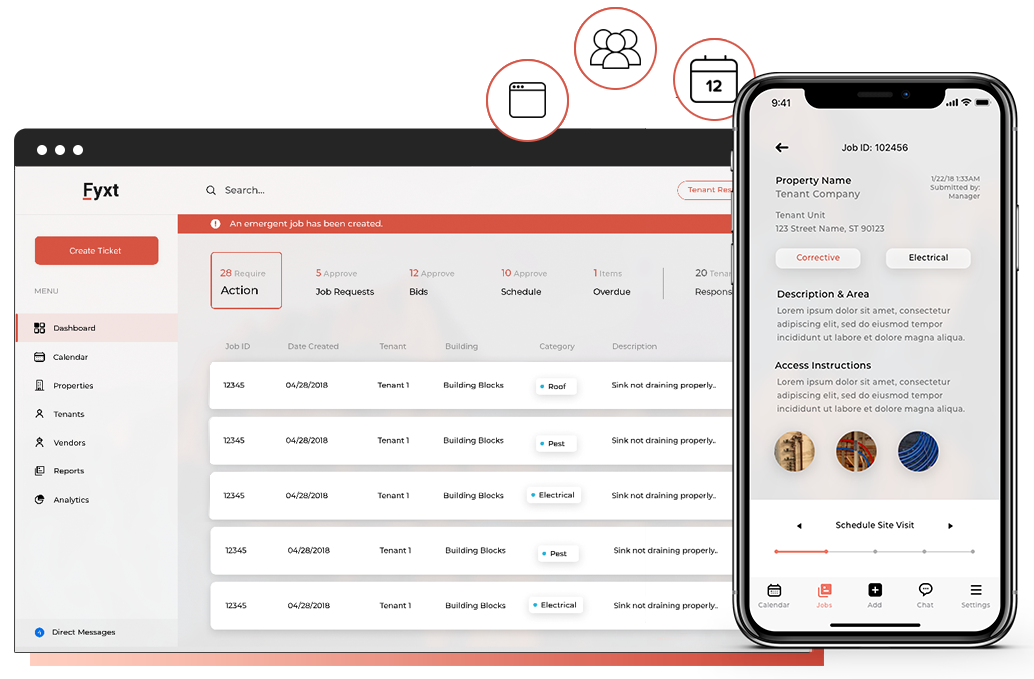 12
Fyxt
Search...
Tenant Res
An emergent job has been created.
Create Ticket
MENU
Dashboard
Calendar
Properties
Tenants
Vendors
Reports
Analytics
Direct Messages
28 Require
Action
5 Approve
Job Requests
12 Approve
Bids
10 Approve
Schedule
1 Items
Overdue
20 Tenan
Respons
Job ID Date Created Tenant Building Category Description
12345 04/28/2018 Tenant 1 Building Blocks Roof Sink not draining properly..
12345 04/28/2018 Tenant 1 Building Blocks Pest Sink not draining properly..
12345 04/28/2018 Tenant 1 Building Blocks Electrical Sink not draining properly..
12345 04/28/2018 Tenant 1 Building Blocks Pest Sink not draining properly..
12345 04/28/2018 Tenant 1 Building Blocks Electrical Sink not draining properly..
9:41
Job ID: 102456
Property Name
Tenant Company
1/22/18 1:33AM
Submitted by:
Manager
Tenant Unit
123 Street Name, ST 90123
Corrective Electrical
Description & Area
Lorem ipsum dolor sit amet, consectetur
adipiscing elit, sed do eiusmod tempor
incididunt ut labore et dolore magna aliqua.
Access Instructions
Lorem ipsum dolor sit amet, consectetur
adipiscing elit, sed do eiusmod tempor
incididunt ut labore et dolore magna aliqua.
Schedule Site Visit
Calendar Jobs Add Chat Settings